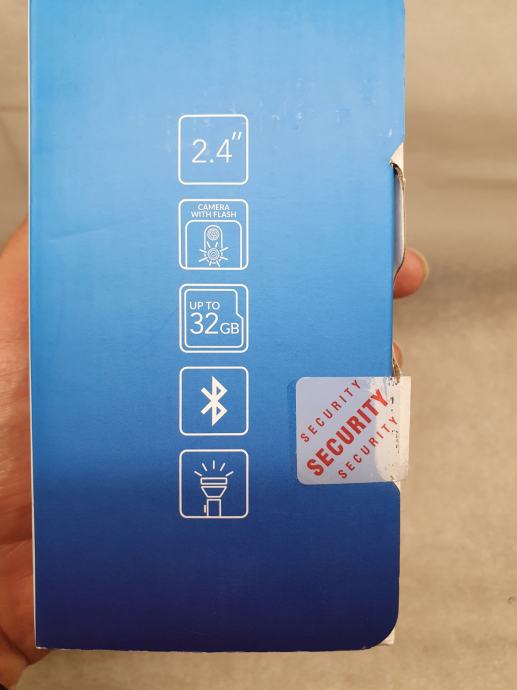 2.4"
CAMERA
WITH FLASH
UP TO
32GB
SECURITY
SECURITY
SECURITY